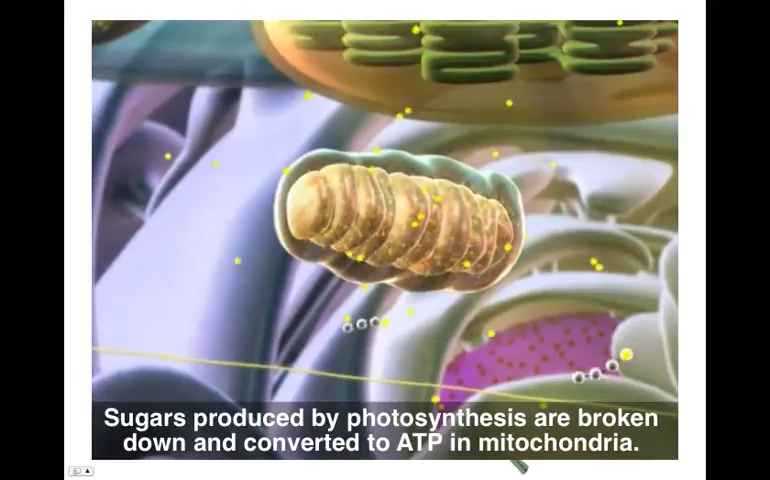 Sugars produced by photosynthesis are broken
down and converted to ATP in mitochondria.